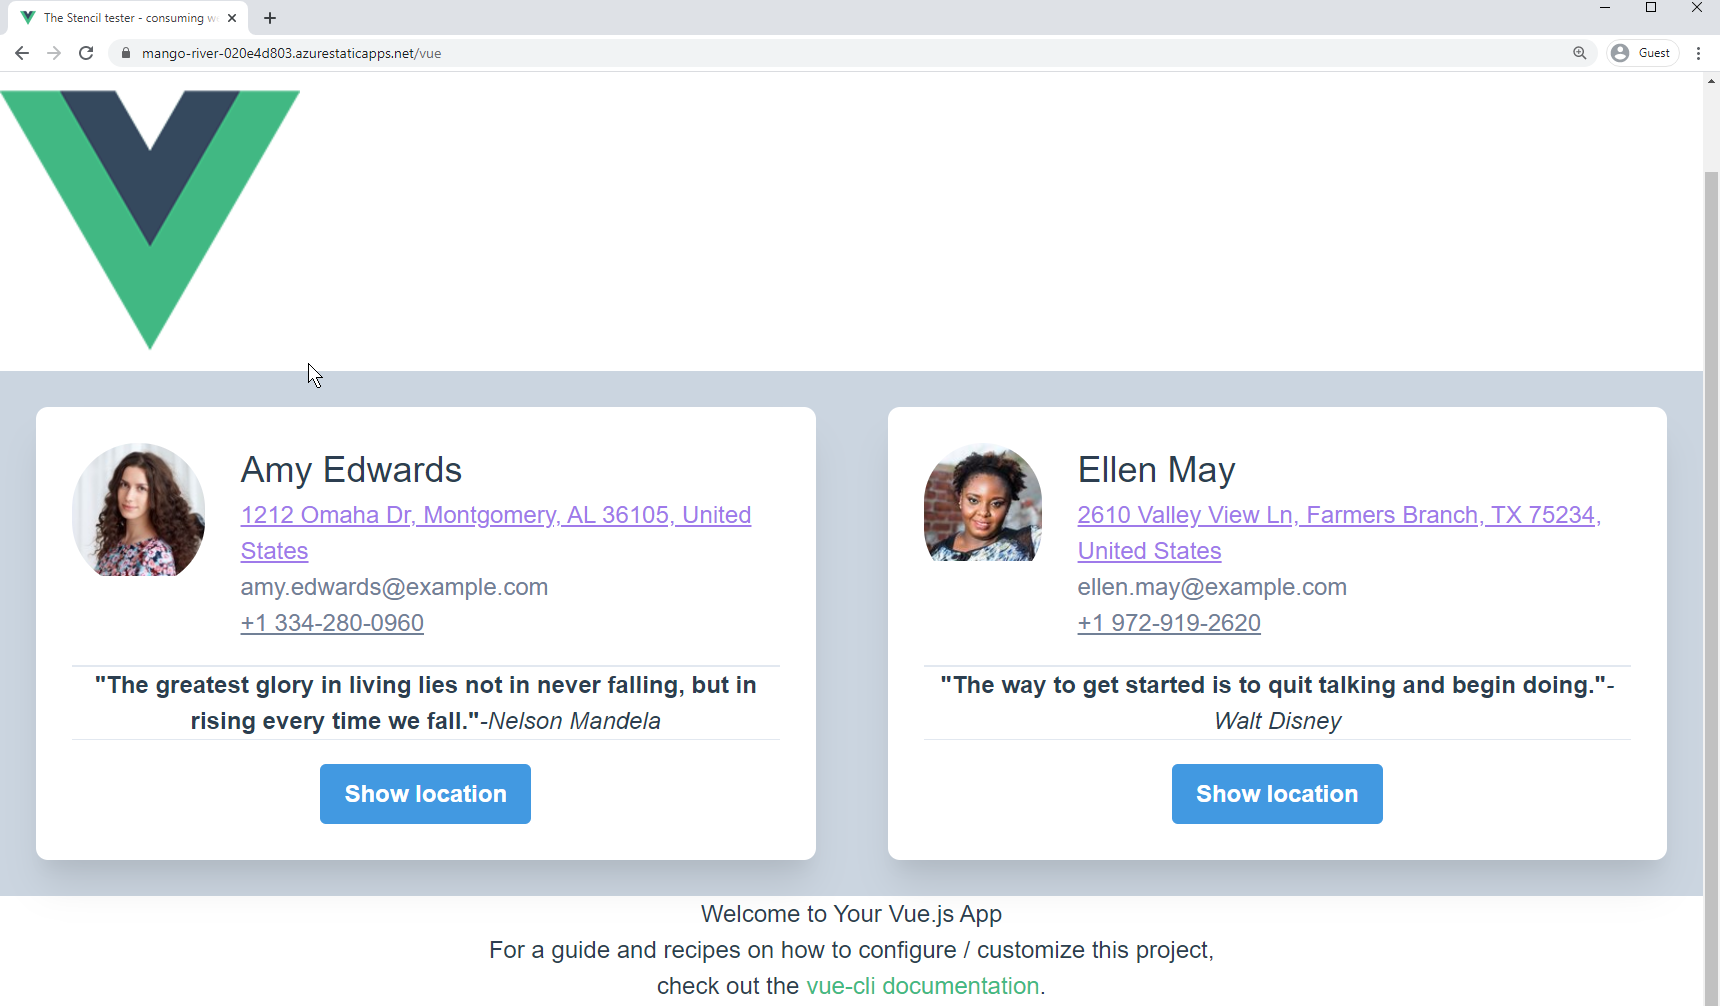 The Stencil tester - consuming w
mango-river-020e4d803.azurestaticapps.net/vue
Guest
Amy Edwards
1212 Omaha Dr, Montgomery, AL 36105, United
States
amy.edwards@example.com
+1 334-280-0960
"The greatest glory in living lies not in never falling, but in
rising every time we fall."-Nelson Mandela
Show location
Ellen May
2610 Valley View Ln, Farmers Branch, TX 75234,
United States
ellen.may@example.com
+1 972-919-2620
"The way to get started is to quit talking and begin doing."-
Walt Disney
Show location
Welcome to Your Vue.js App
For a guide and recipes on how to configure / customize this project,
check out the vue-cli documentation.